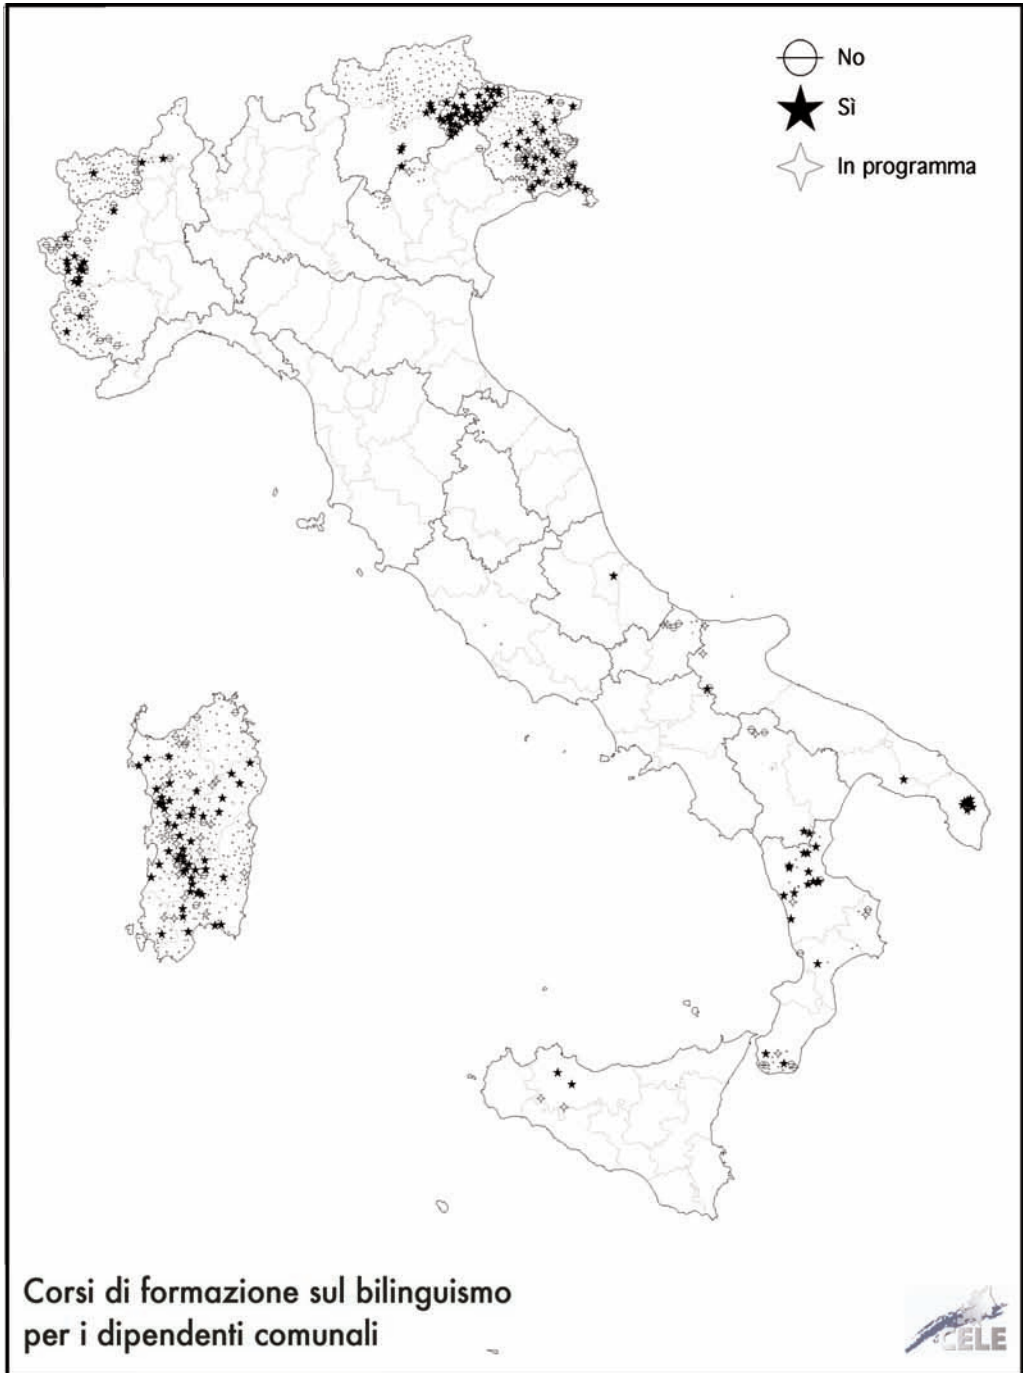 No
Sì
In programma
Corsi di formazione sul bilinguismo
per i dipendenti comunali
CELE